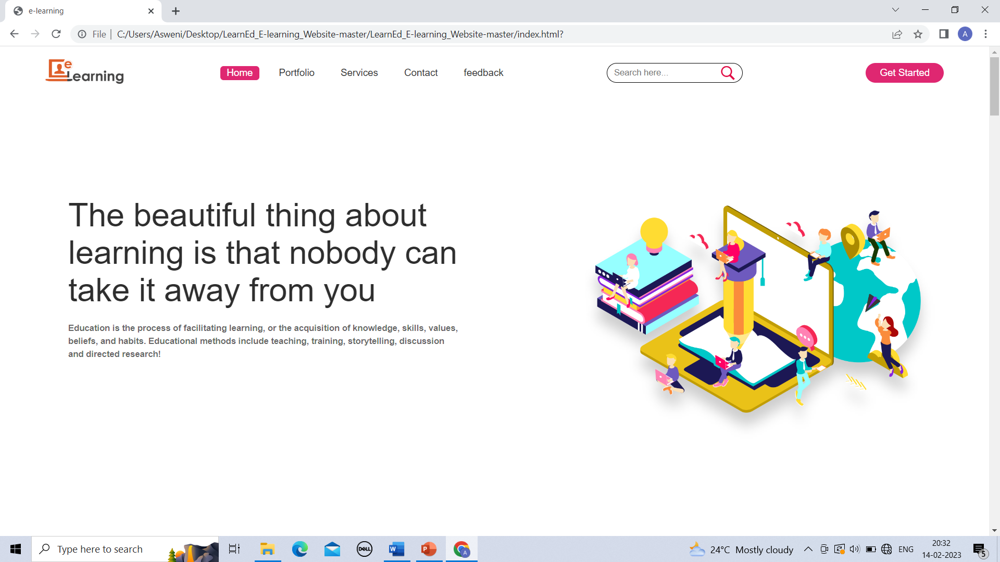 e-learning
File
C:/Users/Asweni/Desktop/LearnEd_E-learning_Website-master/LearnEd_E-learning_Website-master/index.html?
A
e
Learning
Home
Portfolio
Services
Contact
feedback
Search here...
Get Started
The beautiful thing about
learning is that nobody can
take it away from you
Education is the process of facilitating learning, or the acquisition of knowledge, skills, values,
beliefs, and habits. Educational methods include teaching, training, storytelling, discussion
and directed research!
Type here to search
DELL
W
P
A
24°C Mostly cloudy
ENG
20:32
14-02-2023
5